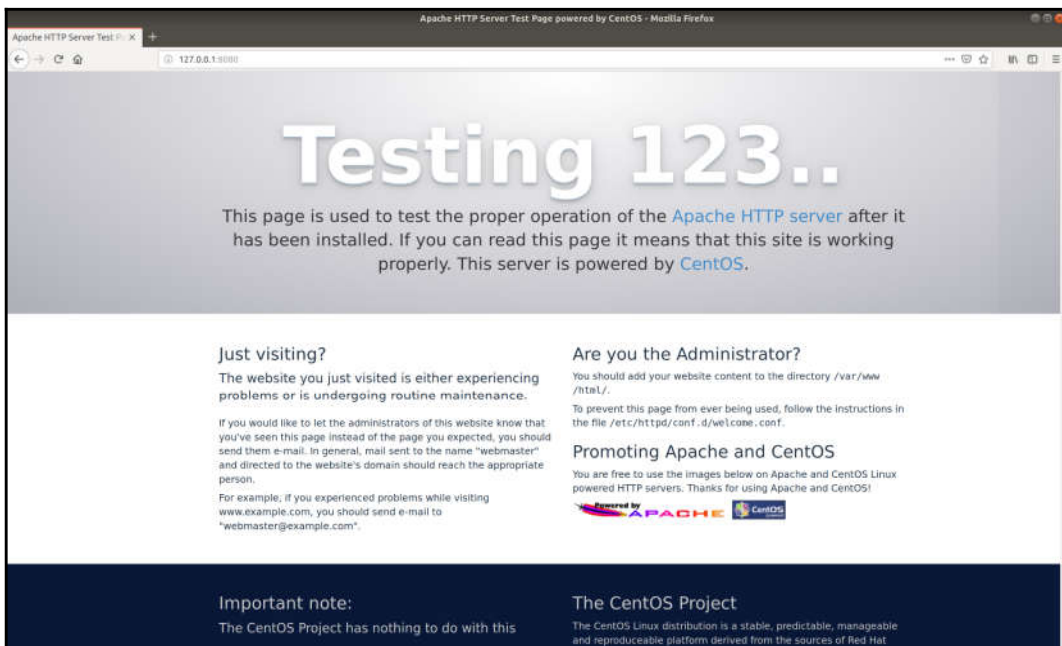 Apache HTTP Server Test Page powered by CentOS - Mozilla Firefox
Apache HTTP Server Test P
127.0.0.1:8080
Testing 123..
This page is used to test the proper operation of the Apache HTTP server after it
has been installed. If you can read this page it means that this site is working
properly. This server is powered by CentOS.
Just visiting?
The website you just visited is either experiencing
problems or is undergoing routine maintenance.
If you would like to let the administrators of this website know that
you've seen this page instead of the page you expected, you should
send them e-mail. In general, mail sent to the name "webmaster"
and directed to the website's domain should reach the appropriate
person.
For example, if you experienced problems while visiting
www.example.com, you should send e-mail to
"webmaster@example.com".
Are you the Administrator?
You should add your website content to the directory /var/www
/html/.
To prevent this page from ever being used, follow the instructions in
the file /etc/httpd/conf.d/welcome.conf.
Promoting Apache and CentOS
You are free to use the images below on Apache and CentOS Linux
powered HTTP servers. Thanks for using Apache and CentOS!
Powered by
APACHE
CentOS
Important note:
The CentOS Project has nothing to do with this
The CentOS Project
The CentOS Linux distribution is a stable, predictable, manageable
and reproduceable platform derived from the sources of Red Hat